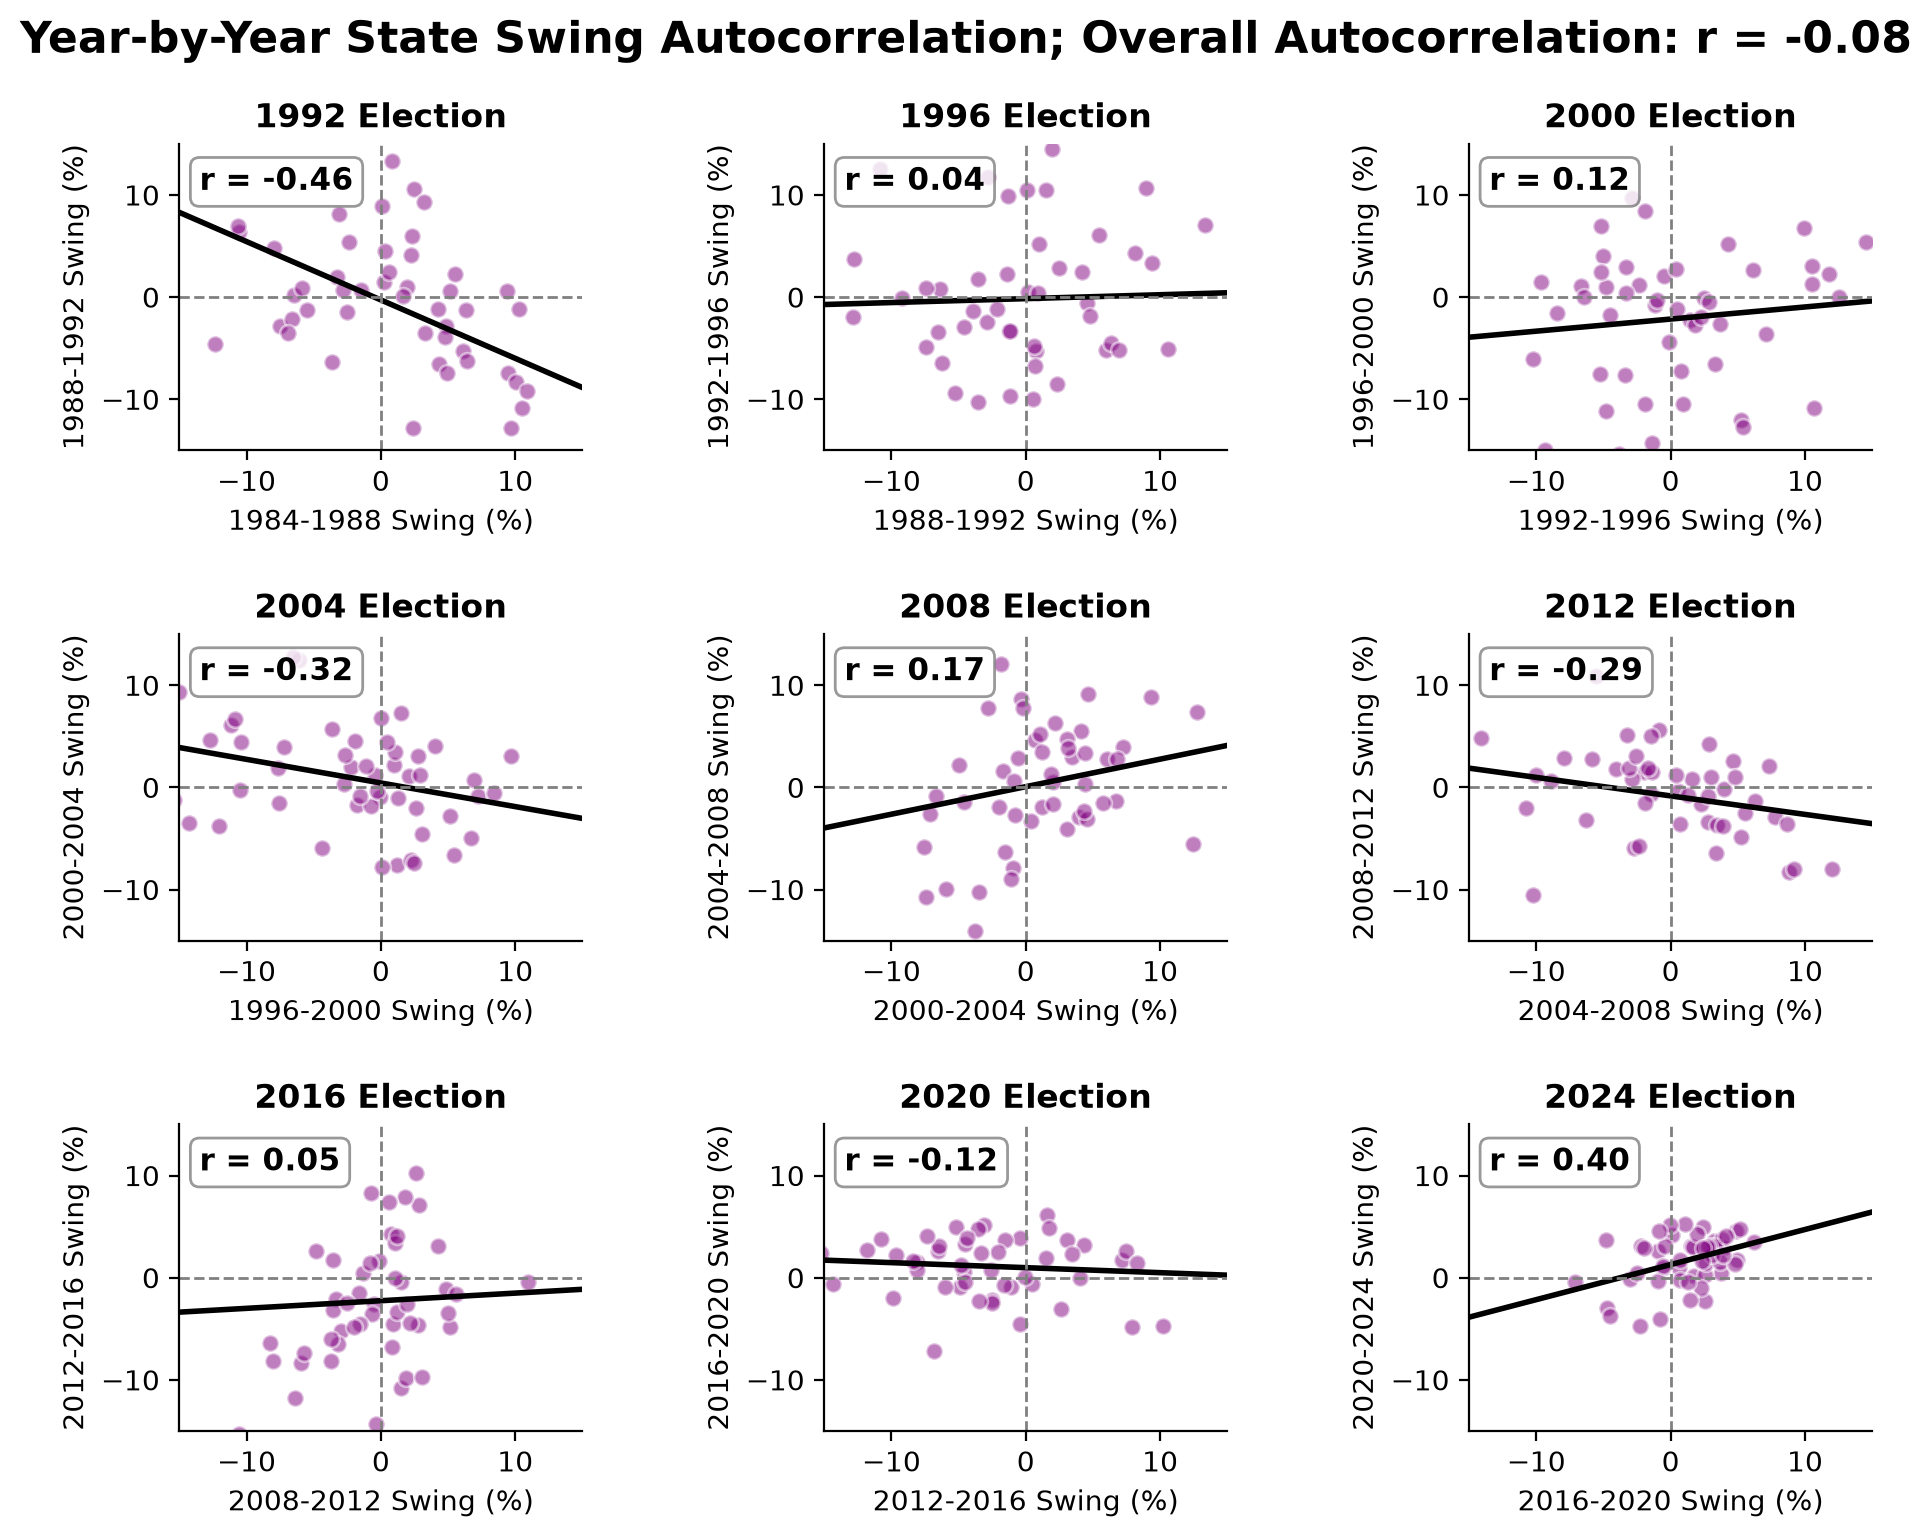 Year-by-Year State Swing Autocorrelation; Overall Autocorrelation: r = -0.08
1992 Election
r = -0.46
1988-1992 Swing (%)
10
0
−10
−10 0 10
1984-1988 Swing (%)
1996 Election
r = 0.04
1992-1996 Swing (%)
10
0
−10
−10 0 10
1988-1992 Swing (%)
2000 Election
r = 0.12
1996-2000 Swing (%)
10
0
−10
−10 0 10
1992-1996 Swing (%)
2004 Election
r = -0.32
2000-2004 Swing (%)
10
0
−10
−10 0 10
1996-2000 Swing (%)
2008 Election
r = 0.17
2004-2008 Swing (%)
10
0
−10
−10 0 10
2000-2004 Swing (%)
2012 Election
r = -0.29
2008-2012 Swing (%)
10
0
−10
−10 0 10
2004-2008 Swing (%)
2016 Election
r = 0.05
2012-2016 Swing (%)
10
0
−10
−10 0 10
2008-2012 Swing (%)
2020 Election
r = -0.12
2016-2020 Swing (%)
10
0
−10
−10 0 10
2012-2016 Swing (%)
2024 Election
r = 0.40
2020-2024 Swing (%)
10
0
−10
−10 0 10
2016-2020 Swing (%)